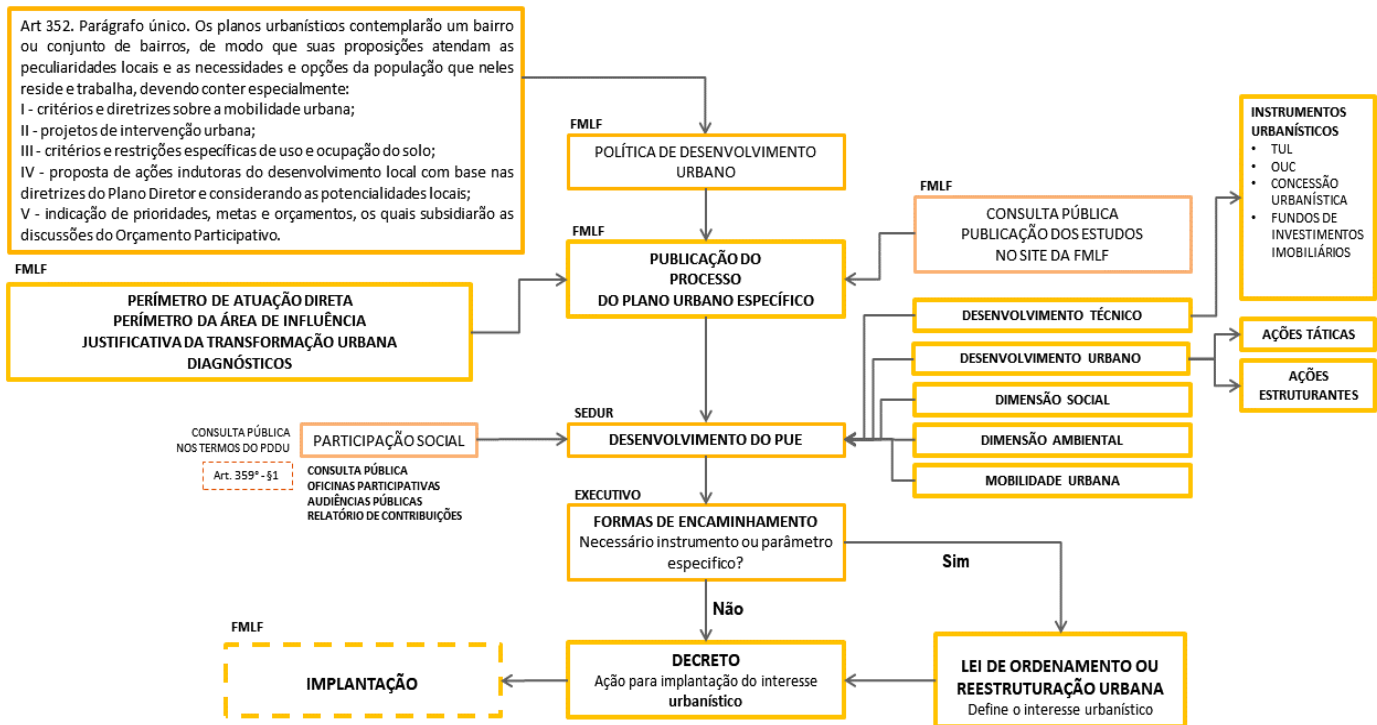 Art 352. Parágrafo único. Os planos urbanísticos contemplarão um bairro
ou conjunto de bairros, de modo que suas proposições atendam as
peculiaridades locais e as necessidades e opções da população que neles
reside e trabalha, devendo conter especialmente:
I - critérios e diretrizes sobre a mobilidade urbana;
II - projetos de intervenção urbana;
III - critérios e restrições específicas de uso e ocupação do solo;
IV - proposta de ações indutoras do desenvolvimento local com base nas
diretrizes do Plano Diretor e considerando as potencialidades locais;
V - indicação de prioridades, metas e orçamentos, os quais subsidiarão as
discussões do Orçamento Participativo.
FMLF
POLÍTICA DE DESENVOLVIMENTO
URBANO
INSTRUMENTOS
URBANÍSTICOS
• TUL
• OUC
• CONCESSÃO
URBANÍSTICA
• FUNDOS DE
INVESTIMENTOS
IMOBILIÁRIOS
FMLF
CONSULTA PÚBLICA
PUBLICAÇÃO DOS ESTUDOS
NO SITE DA FMLF
FMLF
PUBLICAÇÃO DO
PROCESSO
DO PLANO URBANO ESPECÍFICO
FMLF
PERÍMETRO DE ATUAÇÃO DIRETA
PERÍMETRO DA ÁREA DE INFLUÊNCIA
JUSTIFICATIVA DA TRANSFORMAÇÃO URBANA
DIAGNÓSTICOS
DESENVOLVIMENTO TÉCNICO
DESENVOLVIMENTO URBANO
AÇÕES TÁTICAS
AÇÕES
ESTRUTURANTES
DIMENSÃO SOCIAL
DIMENSÃO AMBIENTAL
MOBILIDADE URBANA
SEDUR
DESENVOLVIMENTO DO PUE
CONSULTA PÚBLICA
NOS TERMOS DO PDDU
Art. 359º - §1
PARTICIPAÇÃO SOCIAL
CONSULTA PÚBLICA
OFICINAS PARTICIPATIVAS
AUDIÊNCIAS PÚBLICAS
RELATÓRIO DE CONTRIBUIÇÕES
EXECUTIVO
FORMAS DE ENCAMINHAMENTO
Necessário instrumento ou parâmetro
especifico?
Sim
Não
FMLF
IMPLANTAÇÃO
DECRETO
Ação para implantação do interesse
urbanístico
LEI DE ORDENAMENTO OU
REESTRUTURAÇÃO URBANA
Define o interesse urbanístico